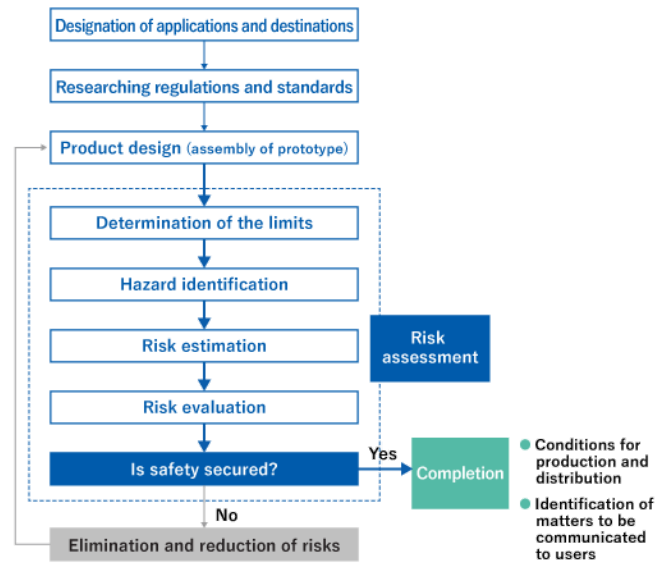 Designation of applications and destinations
Researching regulations and standards
Product design (assembly of prototype)
Determination of the limits
Hazard identification
Risk estimation
Risk
assessment
Risk evaluation
Is safety secured?
Yes
Completion
● Conditions for
production and
distribution
● Identification of
matters to be
communicated
to users
No
Elimination and reduction of risks